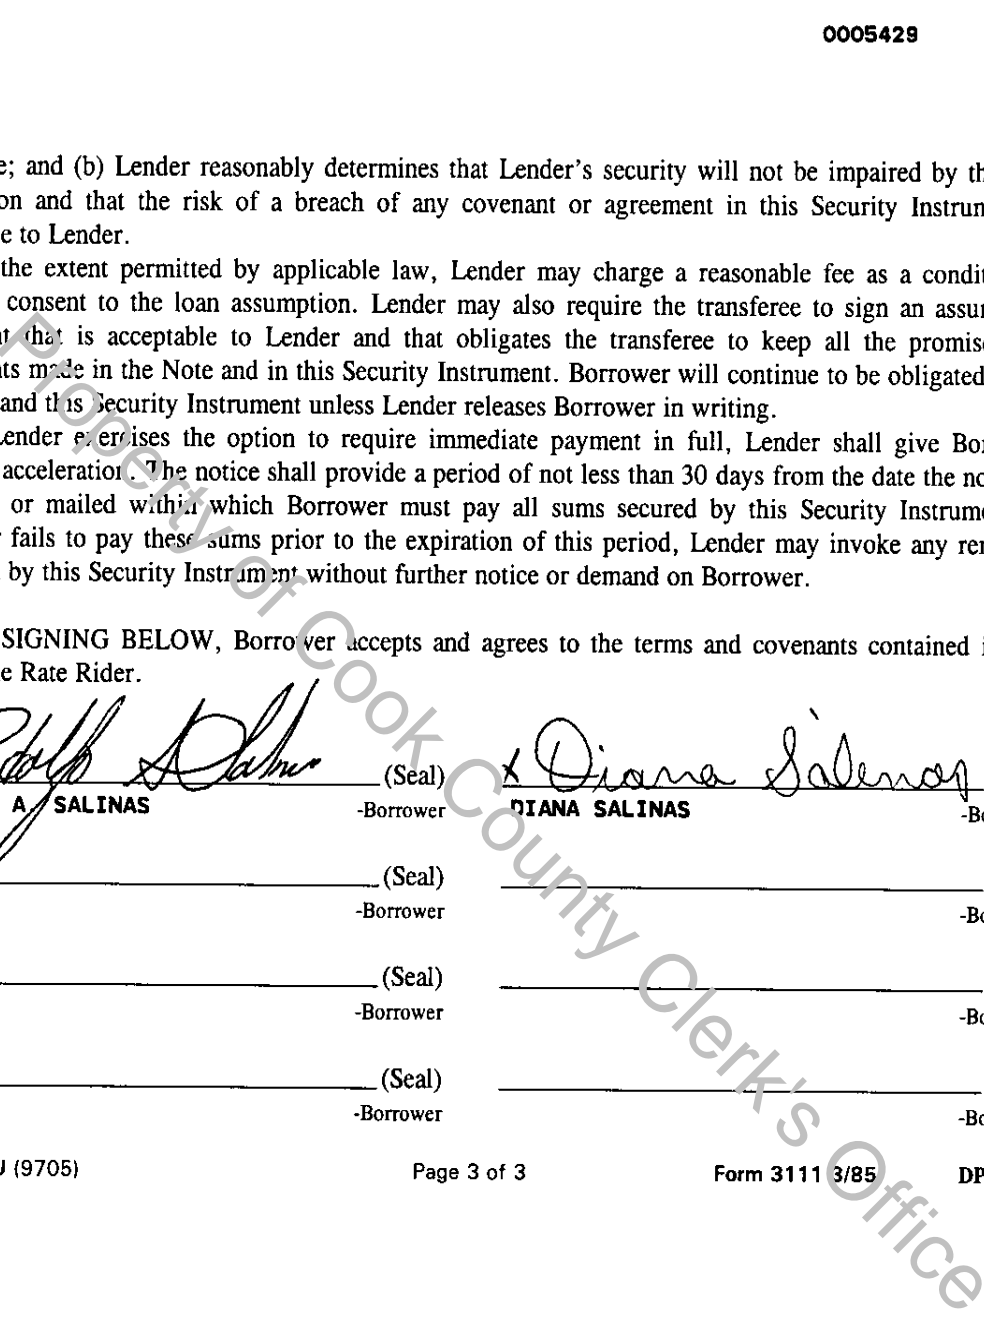 0005429
e; and (b) Lender reasonably determines that Lender's security will not be impaired by th
on and that the risk of a breach of any covenant or agreement in this Security Instrum
e to Lender.
the extent permitted by applicable law, Lender may charge a reasonable fee as a condit
consent to the loan assumption. Lender may also require the transferee to sign an assu
that is acceptable to Lender and that obligates the transferee to keep all the promis
ts made in the Note and in this Security Instrument. Borrower will continue to be obligated
and this Security Instrument unless Lender releases Borrower in writing.
Lender exercises the option to require immediate payment in full, Lender shall give Bo
acceleration. The notice shall provide a period of not less than 30 days from the date the no
or mailed within which Borrower must pay all sums secured by this Security Instrume
fails to pay these sums prior to the expiration of this period, Lender may invoke any re
by this Security Instrument without further notice or demand on Borrower.
SIGNING BELOW, Borrower accepts and agrees to the terms and covenants contained i
e Rate Rider.
(Seal) x Diana Salinas
A. SALINAS -Borrower DIANA SALINAS -Bo
(Seal)
-Borrower -Bo
(Seal)
-Borrower -Bo
(Seal)
-Borrower -Bo
J (9705) Page 3 of 3 Form 3111 3/85 DP
Property of Cook County Clerk's Office